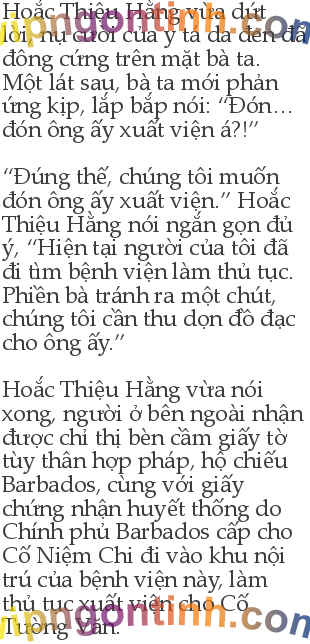 Hoắc Thiệu Hằng vừa dứt
lời, nụ cười của y tá đã đến đã
đông cứng trên mặt bà ta.
Một lát sau, bà ta mới phản
ứng kịp, lắp bắp nói: “Đón…
đón ông ấy xuất viện á?!”
“Đúng thế, chúng tôi muốn
đón ông ấy xuất viện.” Hoắc
Thiệu Hằng nói ngắn gọn đủ
ý, “Hiện tại người của tôi đã
đi tìm bệnh viện làm thủ tục.
Phiền bà tránh ra một chút,
chúng tôi cần thu dọn đồ đạc
cho ông ấy.”
Hoắc Thiệu Hằng vừa nói
xong, người ở bên ngoài nhận
được chỉ thị bèn cầm giấy tờ
tùy thân hợp pháp, hộ chiếu
Barbados, cùng với giấy
chứng nhận huyết thống do
Chính phủ Barbados cấp cho
Cố Niệm Chi đi vào khu nội
trú của bệnh viện này, làm
thủ tục xuất viện cho Cố
Tường Văn.